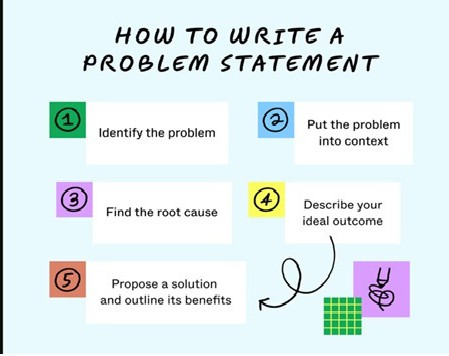 HOW TO WRITE A
PROBLEM STATEMENT
1
Identify the problem
2
Put the problem
into context
3
Find the root cause
4
Describe your
ideal outcome
5
Propose a solution
and outline its benefits